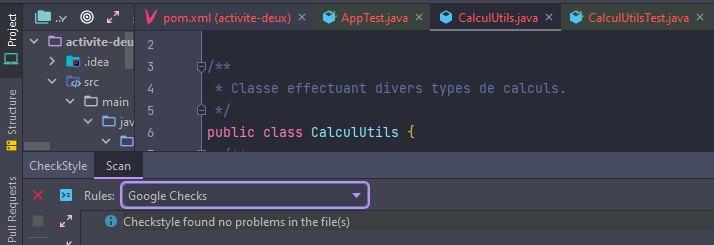 Project
Structure
Pull Requests
..Y
pom.xml (activite-deux)
AppTest.java
CalculUtils.java
CalculUtilsTest.java
activite-deu
.idea
src
main
jav
2
3 /**
4 * Classe effectuant divers types de calculs.
5 */
6 public class CalculUtils {
CheckStyle
Scan
Rules:
Google Checks
Checkstyle found no problems in the file(s)